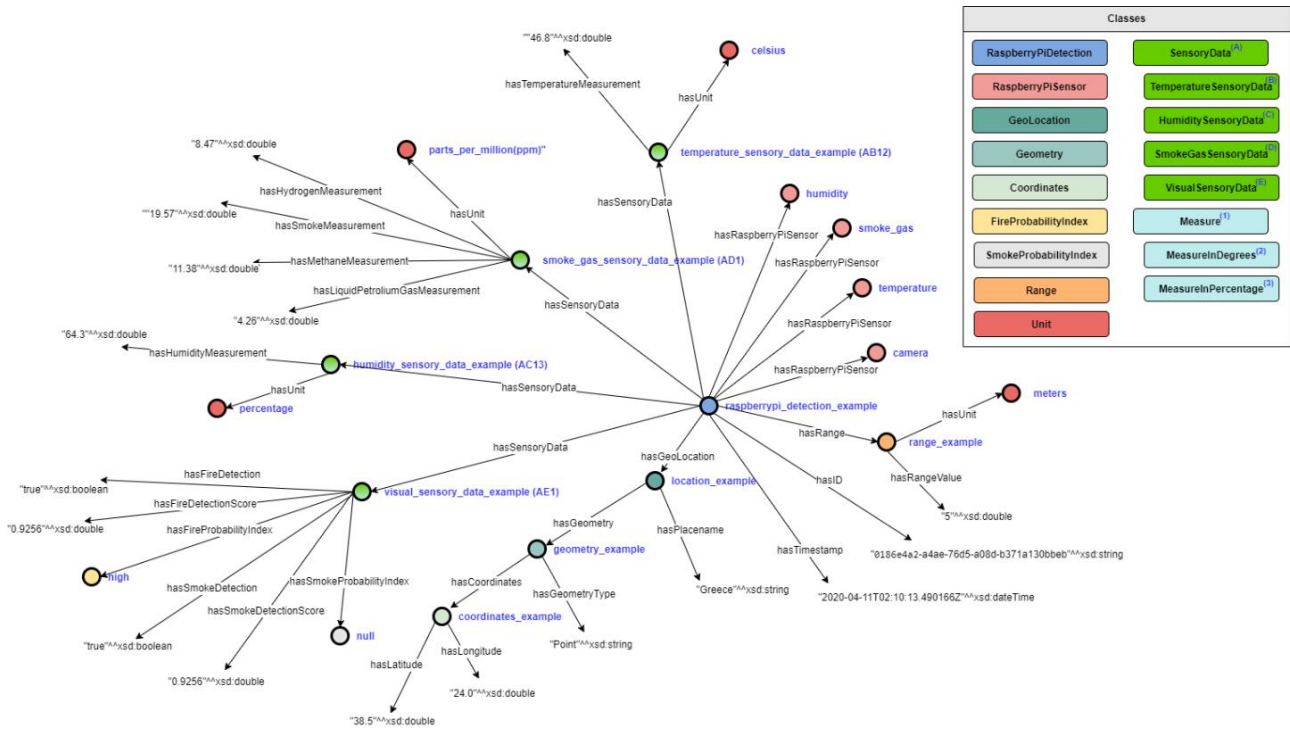 Classes
RaspberryPiDetection
SensoryData(A)
RaspberryPiSensor
TemperatureSensoryData(B)
GeoLocation
HumiditySensoryData(C)
Geometry
SmokeGasSensoryData(D)
Coordinates
VisualSensoryData(E)
FireProbabilityIndex
Measure(1)
SmokeProbabilityIndex
MeasureInDegrees(2)
Range
MeasureInPercentage(3)
Unit
""46.8"^^xsd:double
celsius
hasTemperatureMeasurement
hasUnit
"8.47"^^xsd:double
parts_per_million(ppm)"
temperature_sensory_data_example (AB12)
hasHydrogenMeasurement
humidity
hasSensoryData
""19.57"^^xsd:double
hasUnit
hasSmokeMeasurement
smoke_gas
hasRaspberryPiSensor
"11.38"^^xsd:double
hasMethaneMeasurement
smoke_gas_sensory_data_example (AD1)
hasRaspberryPiSensor
hasLiquidPetroliumGasMeasurement
temperature
hasSensoryData
"4.26"^^xsd:double
hasRaspberryPiSensor
"64.3"^^xsd:double
hasHumidityMeasurement
camera
humidity_sensory_data_example (AC13)
hasRaspberryPiSensor
hasUnit
hasSensoryData
percentage
raspberrypi_detection_example
meters
hasUnit
hasRange
range_example
hasSensoryData
hasGeoLocation
hasFireDetection
hasID
hasRangeValue
"true"^^xsd:boolean
visual_sensory_data_example (AE1)
location_example
hasFireDetectionScore
"5"^^xsd:double
"0.9256"^^xsd:double
hasFireProbabilityIndex
hasGeometry
hasPlacename
hasTimestamp
geometry_example
"0186e4a2-a4ae-76d5-a08d-b371a130bbeb"^^xsd:string
high
hasSmokeDetection
hasSmokeProbabilityIndex
hasCoordinates
hasGeometryType
"Greece"^^xsd:string
"2020-04-11T02:10:13.490166Z"^^xsd:dateTime
hasSmokeDetectionScore
coordinates_example
null
"true"^^xsd:boolean
"Point"^^xsd:string
hasLatitude
hasLongitude
"0.9256"^^xsd:double
"24.0"^^xsd:double
"38.5"^^xsd:double